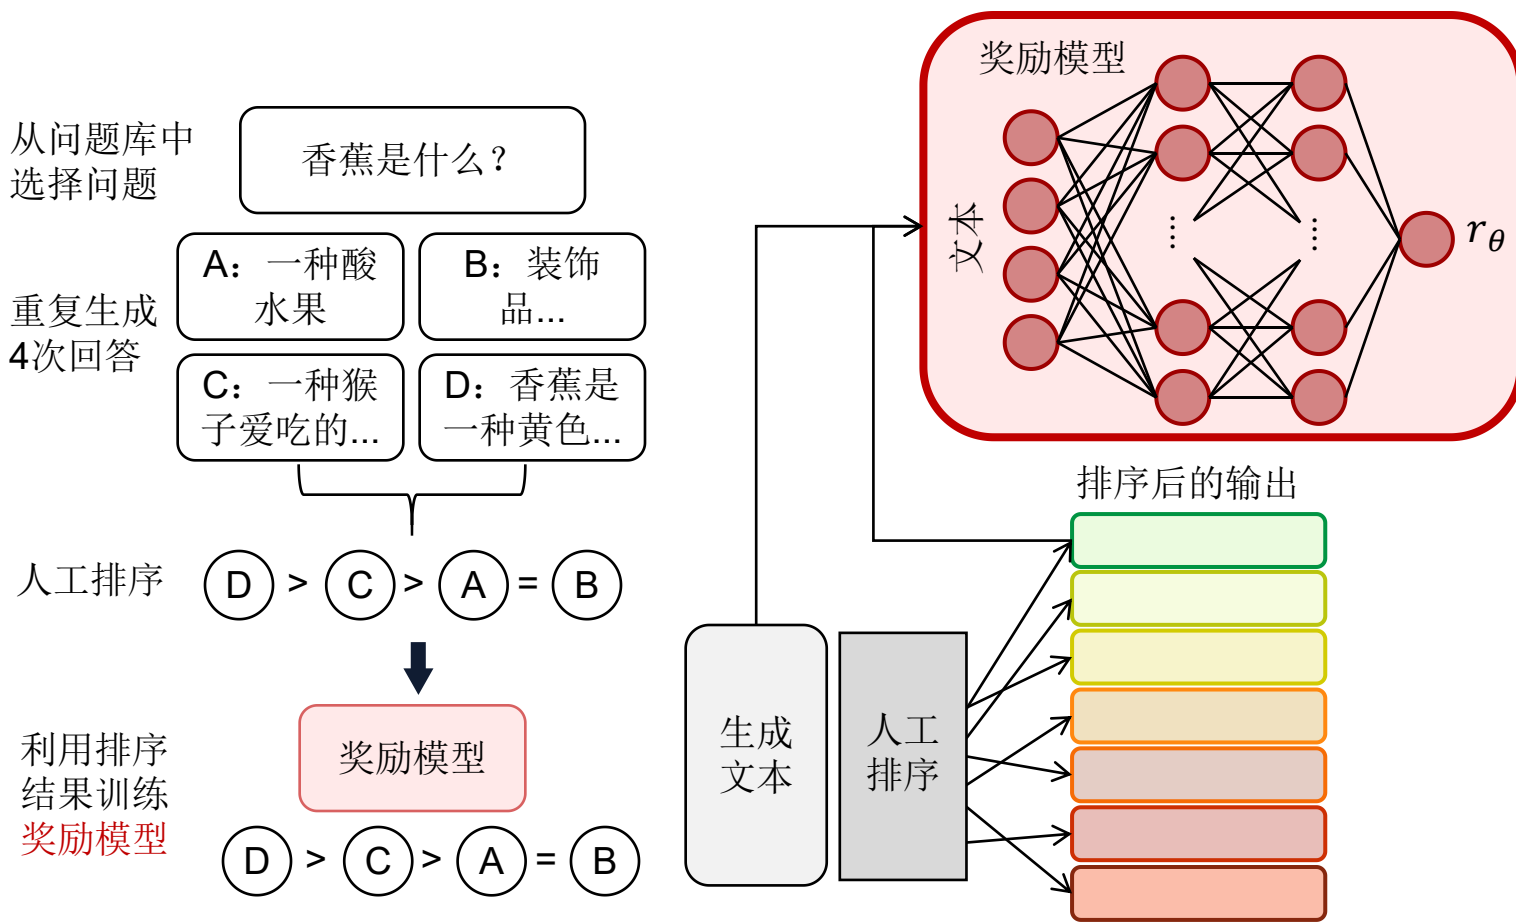 从问题库中
选择问题
香蕉是什么？
重复生成
4次回答
A：一种酸
水果
B：装饰
品...
C：一种猴
子爱吃的...
D：香蕉是
一种黄色...
人工排序
D > C > A = B
利用排序
结果训练
奖励模型
奖励模型
D > C > A = B
奖励模型
文本
...
...
rθ
排序后的输出
生成
文本
人工
排序